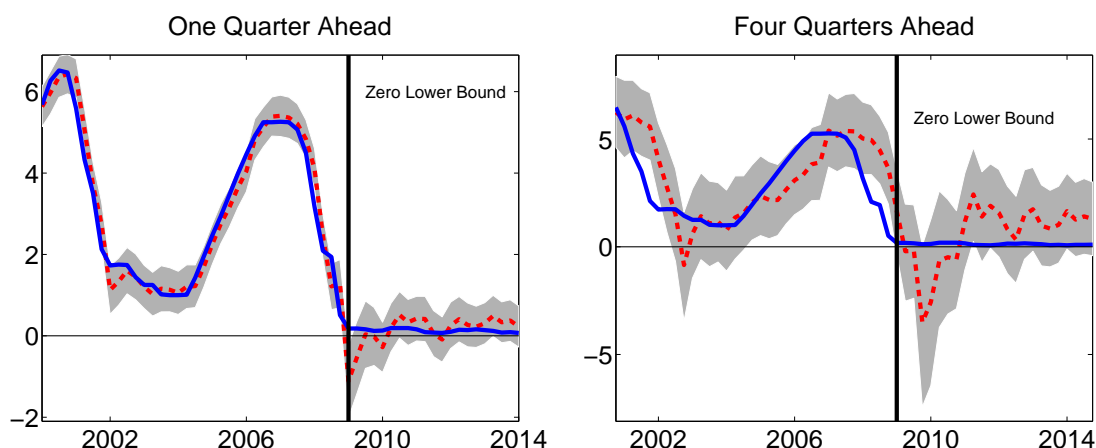 One Quarter Ahead
6
4
2
0
−2
Zero Lower Bound
2002 2006 2010 2014
Four Quarters Ahead
5
0
−5
Zero Lower Bound
2002 2006 2010 2014